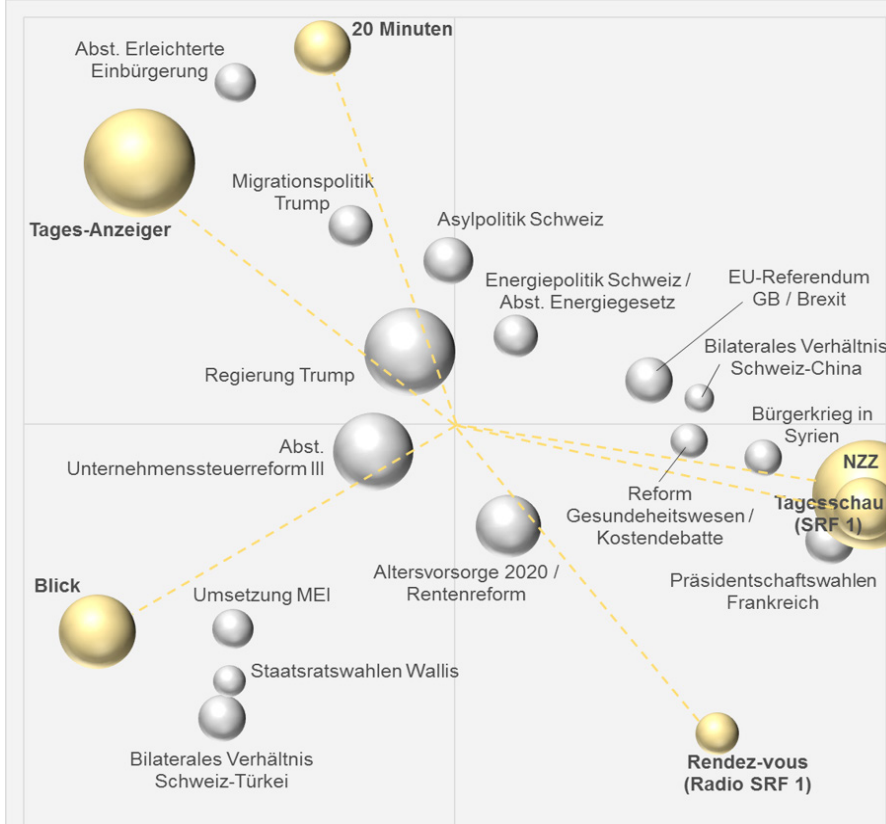 20 Minuten
Abst. Erleichterte
Einbürgerung
Migrationspolitik
Trump
Asylpolitik Schweiz
Tages-Anzeiger
Energiepolitik Schweiz /
Abst. Energiegesetz
EU-Referendum
GB / Brexit
Regierung Trump
Bilaterales Verhältnis
Schweiz-China
Abst.
Unternehmenssteuerreform III
Bürgerkrieg in
Syrien
NZZ
Reform
Gesundeheitswesen /
Kostendebatte
Tagesschau
(SRF 1)
Altersvorsorge 2020 /
Rentenreform
Präsidentschaftswahlen
Frankreich
Blick
Umsetzung MEI
Staatsratswahlen Wallis
Bilaterales Verhältnis
Schweiz-Türkei
Rendez-vous
(Radio SRF 1)